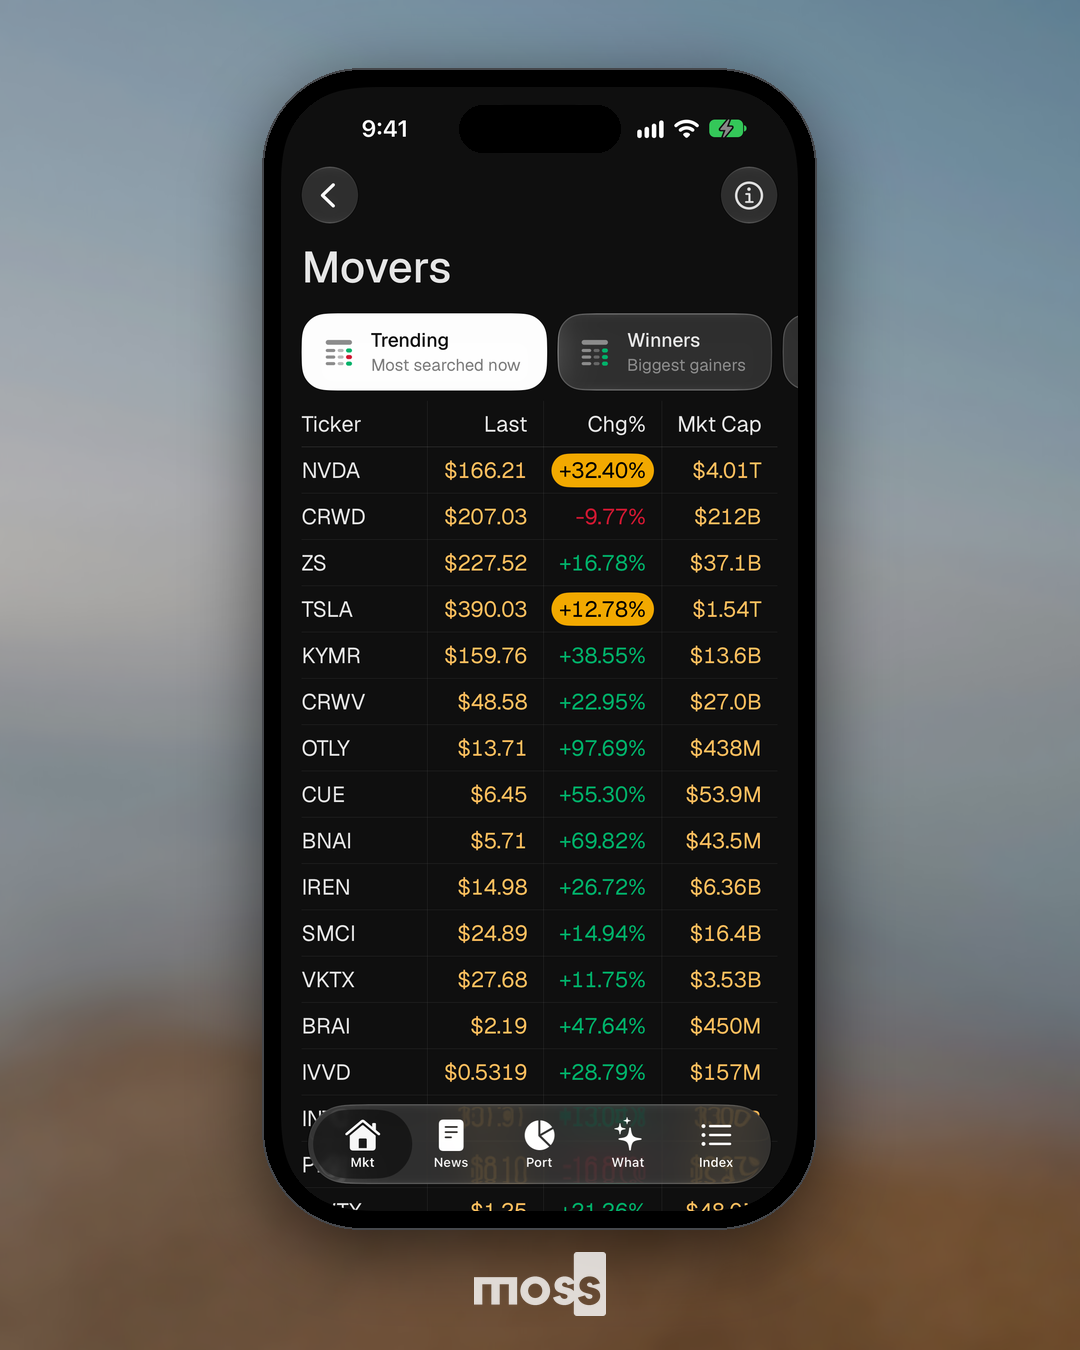 9:41
Movers
Trending
Most searched now
Winners
Biggest gainers
Ticker Last Chg% Mkt Cap
NVDA $166.21 +32.40% $4.01T
CRWD $207.03 -9.77% $212B
ZS $227.52 +16.78% $37.1B
TSLA $390.03 +12.78% $1.54T
KYMR $159.76 +38.55% $13.6B
CRWV $48.58 +22.95% $27.0B
OTLY $13.71 +97.69% $438M
CUE $6.45 +55.30% $53.9M
BNAI $5.71 +69.82% $43.5M
IREN $14.98 +26.72% $6.36B
SMCI $24.89 +14.94% $16.4B
VKTX $27.68 +11.75% $3.53B
BRAI $2.19 +47.64% $450M
IVVD $0.5319 +28.79% $157M
Mkt News Port What Index
$1.25 +21.26%
moss